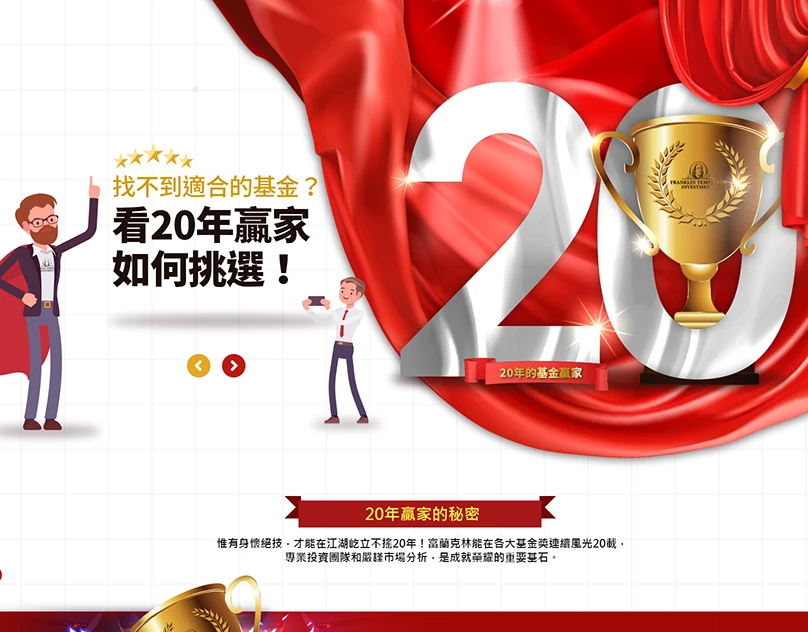 找不到適合的基金？
看20年贏家
如何挑選！
20
FRANKLIN TEMPLETON
INVESTMENTS
20年的基金贏家
20年贏家的秘密
惟有身懷絕技，才能在江湖屹立不搖20年！富蘭克林能在各大基金獎連續風光20載，
專業投資團隊和嚴謹市場分析，是成就榮耀的重要基石。